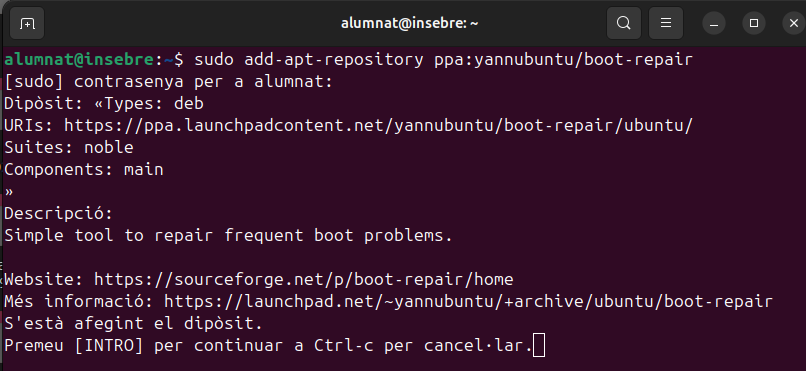 alumnat@insebre: ~
alumnat@insebre:~$ sudo add-apt-repository ppa:yannubuntu/boot-repair
[sudo] contrasenya per a alumnat:
Dipòsit: «Types: deb
URIs: https://ppa.launchpadcontent.net/yannubuntu/boot-repair/ubuntu/
Suites: noble
Components: main
»
Descripció:
Simple tool to repair frequent boot problems.
Website: https://sourceforge.net/p/boot-repair/home
Més informació: https://launchpad.net/~yannubuntu/+archive/ubuntu/boot-repair
S'està afegint el dipòsit.
Premeu [INTRO] per continuar a Ctrl-c per cancel·lar.